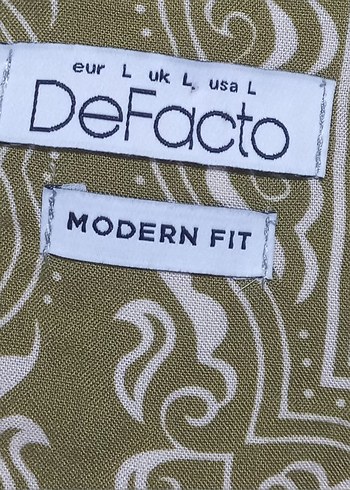 eur L uk L usa L
DeFacto
MODERN FIT